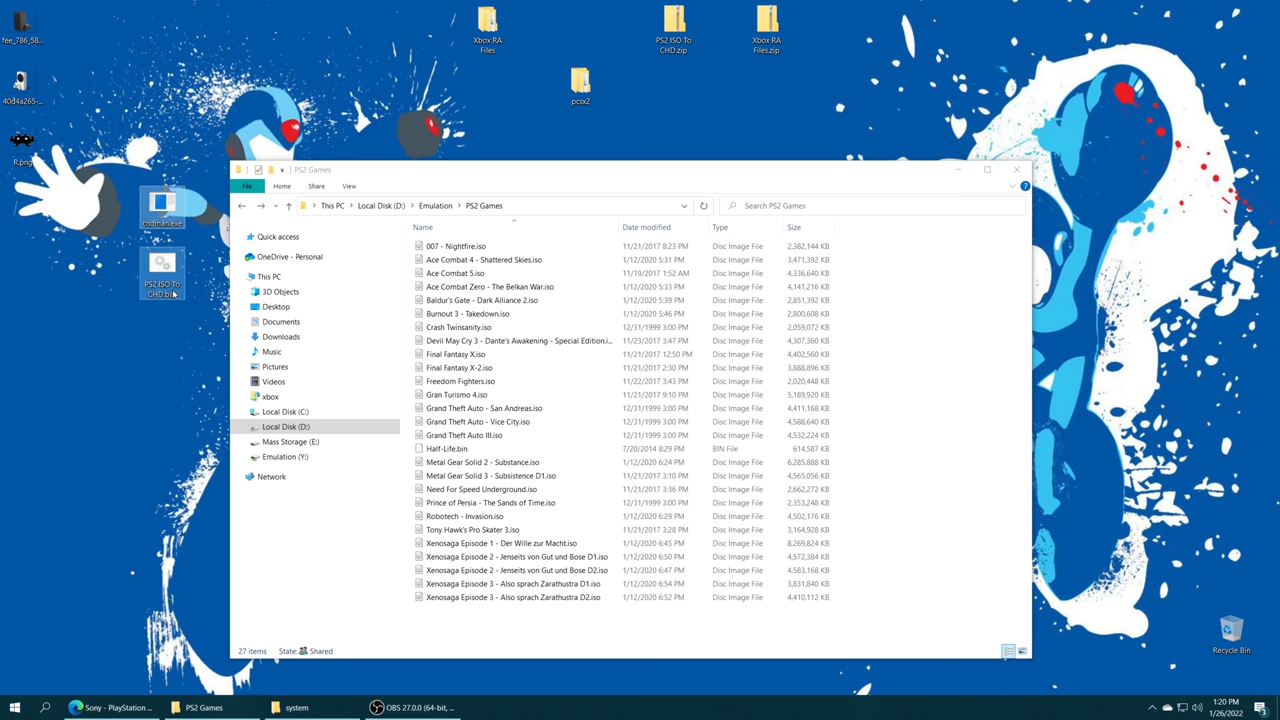 fee_786_58...
40d4a265-...
R.png
Xbox RA
Files
PS2 ISO To
CHD.zip
Xbox RA
Files.zip
pcsx2
chdman.exe
PS2 ISO To
PS2 Games
File
Home
Share
View
This PC
Local Disk (D:)
Emulation
PS2 Games
Search PS2 Games
Name
Date modified
Type
Size
Quick access
OneDrive - Personal
This PC
3D Objects
Desktop
Documents
Downloads
Music
Pictures
Videos
xbox
Local Disk (C:)
Local Disk (D:)
Mass Storage (E:)
Emulation (Y:)
Network
007 - Nightfire.iso 11/21/2017 8:23 PM Disc Image File 2,382,144 KB
Ace Combat 4 - Shattered Skies.iso 1/12/2020 5:31 PM Disc Image File 3,471,392 KB
Ace Combat 5.iso 11/19/2017 1:52 AM Disc Image File 4,336,640 KB
Ace Combat Zero - The Belkan War.iso 1/12/2020 5:33 PM Disc Image File 4,141,216 KB
Baldur's Gate - Dark Alliance 2.iso 1/12/2020 5:39 PM Disc Image File 2,851,392 KB
Burnout 3 - Takedown.iso 1/12/2020 5:46 PM Disc Image File 2,800,608 KB
Crash Twinsanity.iso 12/31/1999 3:00 PM Disc Image File 2,059,072 KB
Devil May Cry 3 - Dante's Awakening - Special Edition.i... 11/23/2017 3:47 PM Disc Image File 4,307,360 KB
Final Fantasy X.iso 11/21/2017 12:50 PM Disc Image File 4,402,560 KB
Final Fantasy X-2.iso 11/21/2017 2:30 PM Disc Image File 3,888,896 KB
Freedom Fighters.iso 11/22/2017 3:43 PM Disc Image File 2,020,448 KB
Gran Turismo 4.iso 11/21/2017 9:10 PM Disc Image File 5,189,920 KB
Grand Theft Auto - San Andreas.iso 12/31/1999 3:00 PM Disc Image File 4,411,168 KB
Grand Theft Auto - Vice City.iso 12/31/1999 3:00 PM Disc Image File 4,588,640 KB
Grand Theft Auto III.iso 12/31/1999 3:00 PM Disc Image File 4,532,224 KB
Half-Life.bin 7/20/2014 8:29 PM BIN File 614,587 KB
Metal Gear Solid 2 - Substance.iso 1/12/2020 6:24 PM Disc Image File 6,285,888 KB
Metal Gear Solid 3 - Subsistence D1.iso 11/21/2017 3:10 PM Disc Image File 4,565,056 KB
Need For Speed Underground.iso 11/21/2017 3:36 PM Disc Image File 2,662,272 KB
Prince of Persia - The Sands of Time.iso 12/31/1999 3:00 PM Disc Image File 2,353,248 KB
Robotech - Invasion.iso 1/12/2020 6:29 PM Disc Image File 4,502,176 KB
Tony Hawk's Pro Skater 3.iso 11/21/2017 3:28 PM Disc Image File 3,164,928 KB
Xenosaga Episode 1 - Der Wille zur Macht.iso 1/12/2020 6:45 PM Disc Image File 8,269,824 KB
Xenosaga Episode 2 - Jenseits von Gut und Bose D1.iso 1/12/2020 6:50 PM Disc Image File 4,572,384 KB
Xenosaga Episode 2 - Jenseits von Gut und Bose D2.iso 1/12/2020 6:47 PM Disc Image File 4,583,168 KB
Xenosaga Episode 3 - Also sprach Zarathustra D1.iso 1/12/2020 6:54 PM Disc Image File 3,831,840 KB
Xenosaga Episode 3 - Also sprach Zarathustra D2.iso 1/12/2020 6:52 PM Disc Image File 4,410,112 KB
27 items
State: Shared
Recycle Bin
Sony - PlayStation ...
PS2 Games
system
OBS 27.0.0 (64-bit, ...
1:20 PM
1/26/2022
3